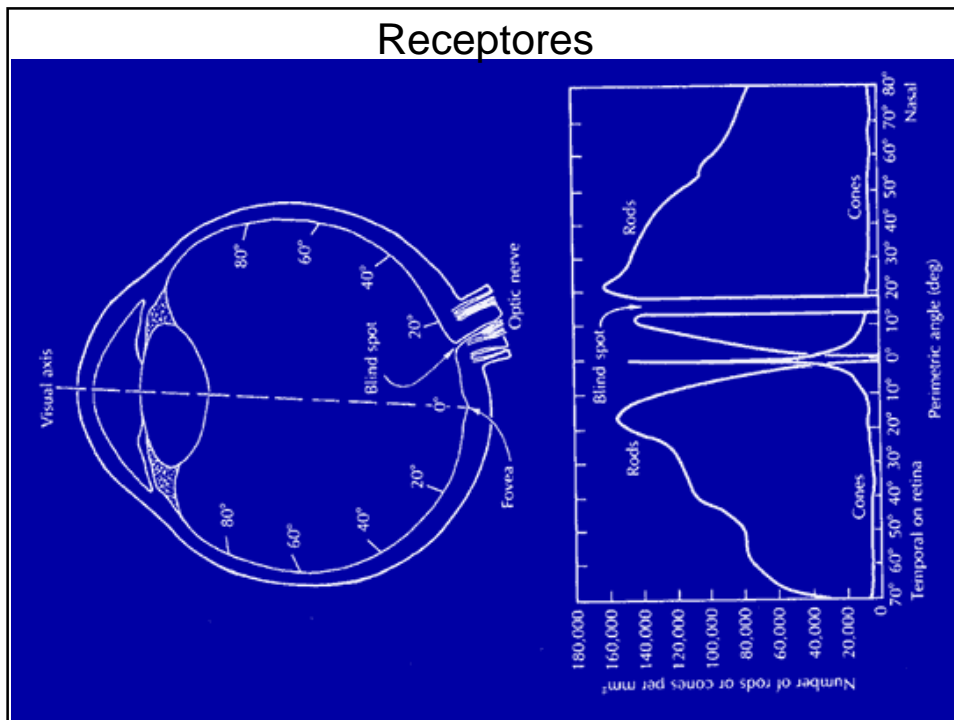 Receptores
Visual axis
80°
60°
40°
20°
Blind spot
Optic nerve
0°
Fovea
20°
40°
60°
80°
Number of rods or cones per mm²
180,000
160,000
140,000
120,000
100,000
80,000
60,000
40,000
20,000
0
Rods
Rods
Blind spot
Cones
Cones
70° 60° 50° 40° 30° 20° 10° 0° 10° 20° 30° 40° 50° 60° 70° 80°
Temporal on retina
Perimetric angle (deg)
Nasal